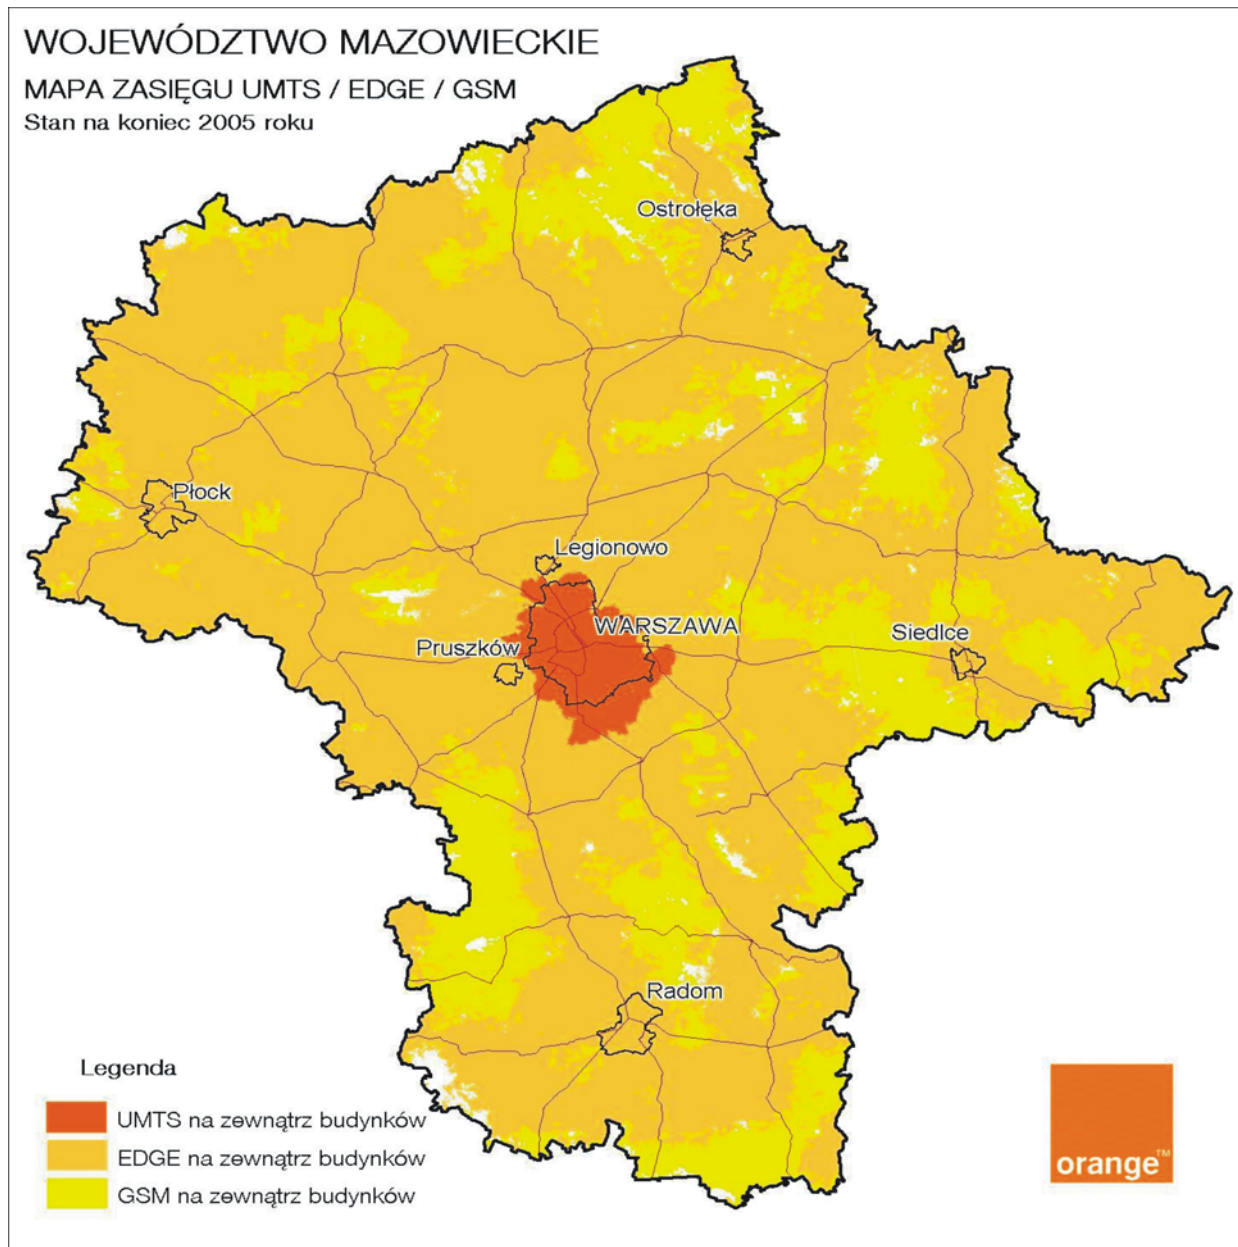 WOJEWÓDZTWO MAZOWIECKIE
MAPA ZASIĘGU UMTS / EDGE / GSM
Stan na koniec 2005 roku
Ostrołęka
Płock
Legionowo
WARSZAWA
Pruszków
Siedlce
Radom
Legenda
UMTS na zewnątrz budynków
EDGE na zewnątrz budynków
GSM na zewnątrz budynków
orange™